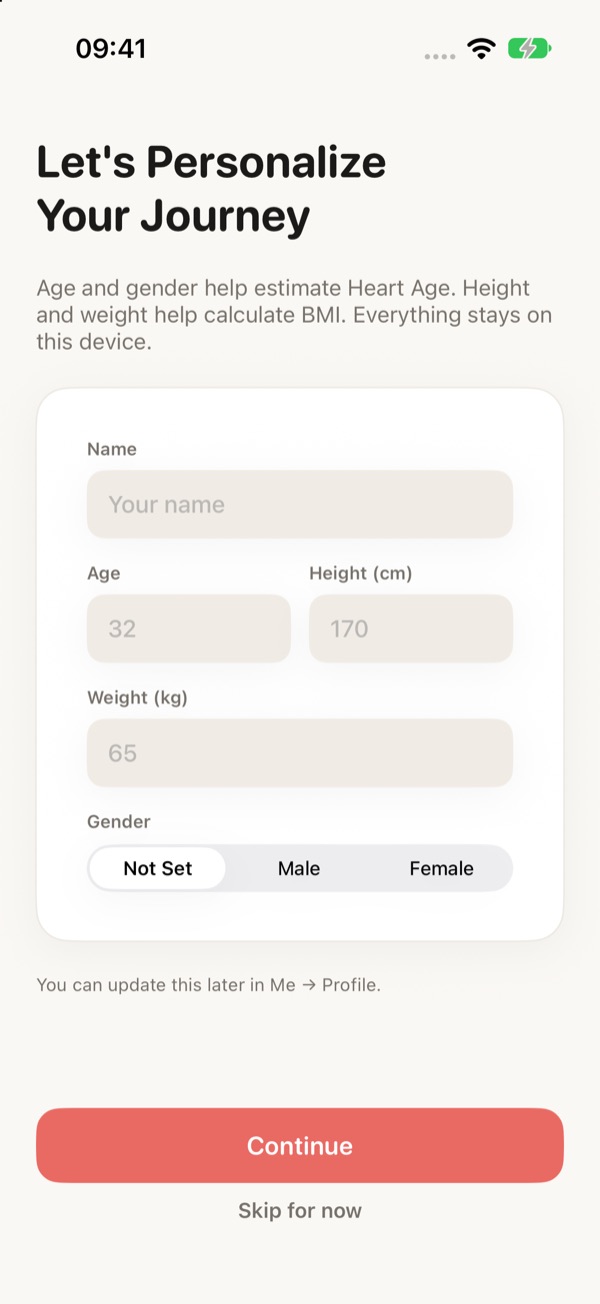 09:41
Let's Personalize
Your Journey
Age and gender help estimate Heart Age. Height
and weight help calculate BMI. Everything stays on
this device.
Name
Your name
Age
Height (cm)
32
170
Weight (kg)
65
Gender
Not Set
Male
Female
You can update this later in Me → Profile.
Continue
Skip for now